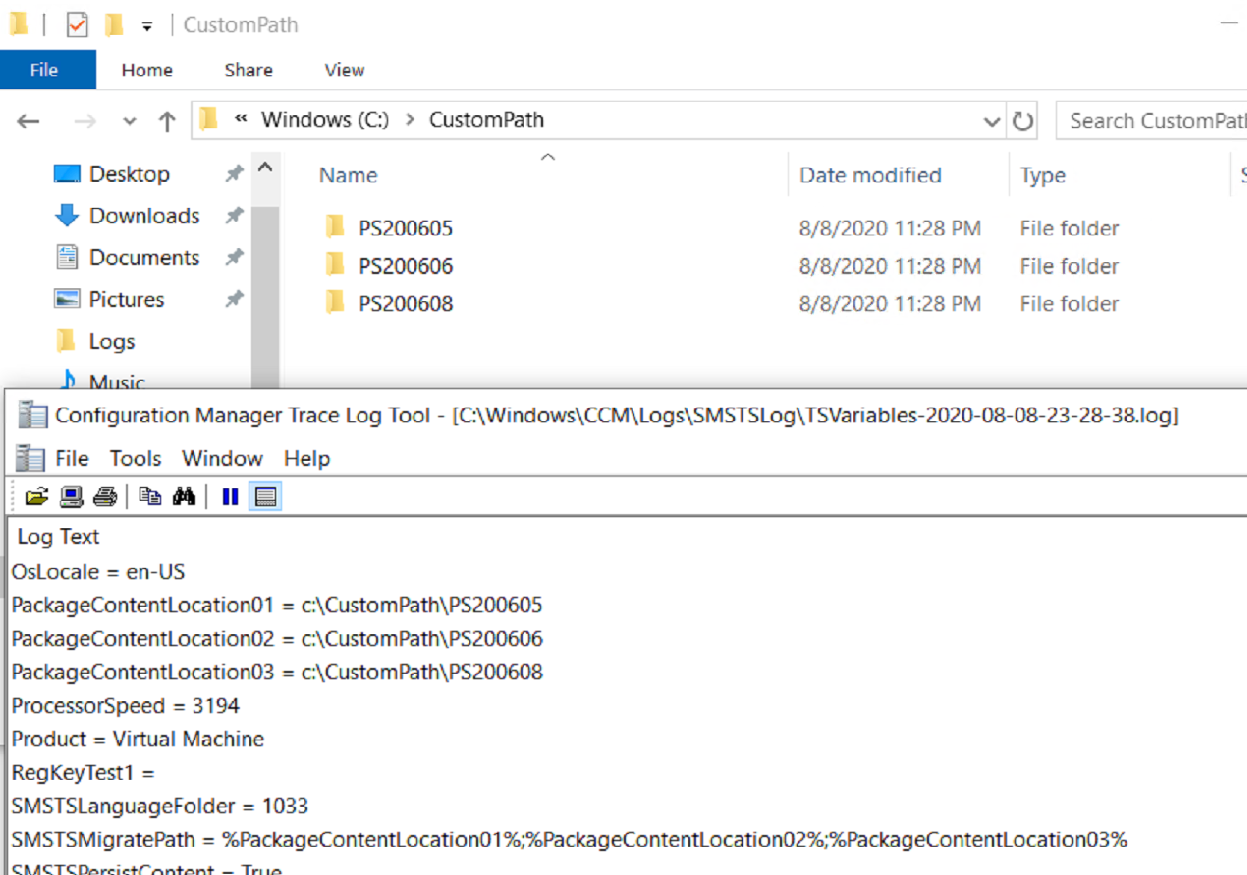 CustomPath
File Home Share View
« Windows (C:) > CustomPath Search CustomPath
Name Date modified Type S
Desktop
Downloads
Documents
Pictures
Logs
Music
PS200605 8/8/2020 11:28 PM File folder
PS200606 8/8/2020 11:28 PM File folder
PS200608 8/8/2020 11:28 PM File folder
Configuration Manager Trace Log Tool - [C:\Windows\CCM\Logs\SMSTSLog\TSVariables-2020-08-08-23-28-38.log]
File Tools Window Help
Log Text
OsLocale = en-US
PackageContentLocation01 = c:\CustomPath\PS200605
PackageContentLocation02 = c:\CustomPath\PS200606
PackageContentLocation03 = c:\CustomPath\PS200608
ProcessorSpeed = 3194
Product = Virtual Machine
RegKeyTest1 =
SMSTSLanguageFolder = 1033
SMSTSMigratePath = %PackageContentLocation01%;%PackageContentLocation02%;%PackageContentLocation03%
SMSTSPersistContent = True